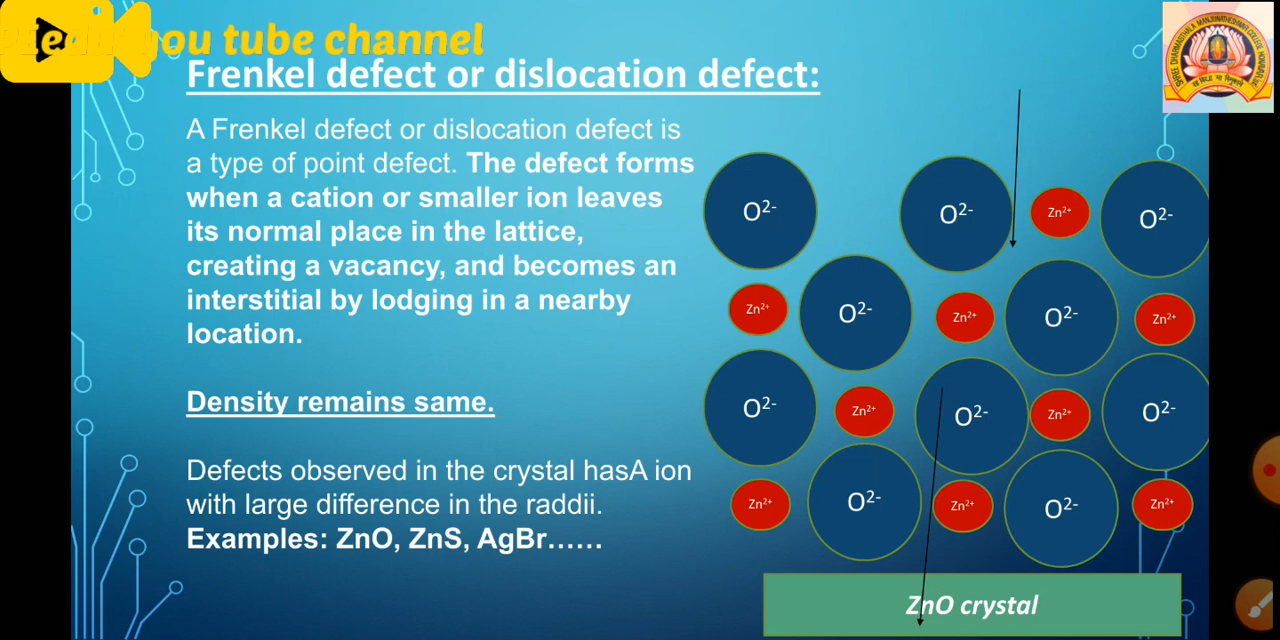 you tube channel
Frenkel defect or dislocation defect:
A Frenkel defect or dislocation defect is
a type of point defect. The defect forms
when a cation or smaller ion leaves
its normal place in the lattice,
creating a vacancy, and becomes an
interstitial by lodging in a nearby
location.
Density remains same.
Defects observed in the crystal hasA ion
with large difference in the raddii.
Examples: ZnO, ZnS, AgBr......
O²⁻ O²⁻ Zn²⁺ O²⁻
Zn²⁺ O²⁻ Zn²⁺ O²⁻ Zn²⁺
O²⁻ Zn²⁺ O²⁻ Zn²⁺ O²⁻
Zn²⁺ O²⁻ Zn²⁺ O²⁻ Zn²⁺
ZnO crystal